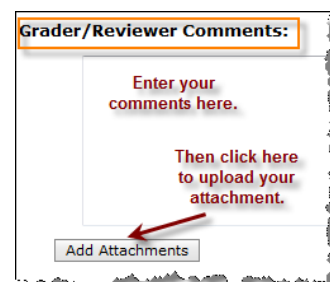 Grader/Reviewer Comments:
Enter your
comments here.
Then click here
to upload your
attachment.
Add Attachments